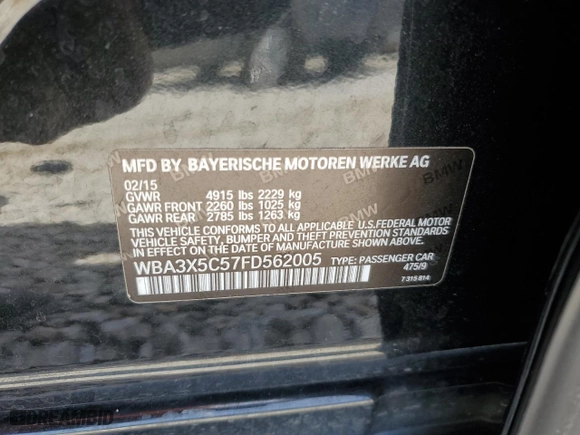 MFD BY BAYERISCHE MOTOREN WERKE AG
02/15
GVWR 4915 lbs 2229 kg
GAWR FRONT 2260 lbs 1025 kg
GAWR REAR 2785 lbs 1263 kg
THIS VEHICLE CONFORMS TO ALL APPLICABLE U.S.FEDERAL MOTOR
VEHICLE SAFETY, BUMPER, AND THEFT PREVENTION STANDARDS
IN EFFECT ON THE DATE OF MANUFACTURE SHOWN ABOVE.
WBA3X5C57FD562005 TYPE: PASSENGER CAR
475/9
7 315 814
DREAMBID